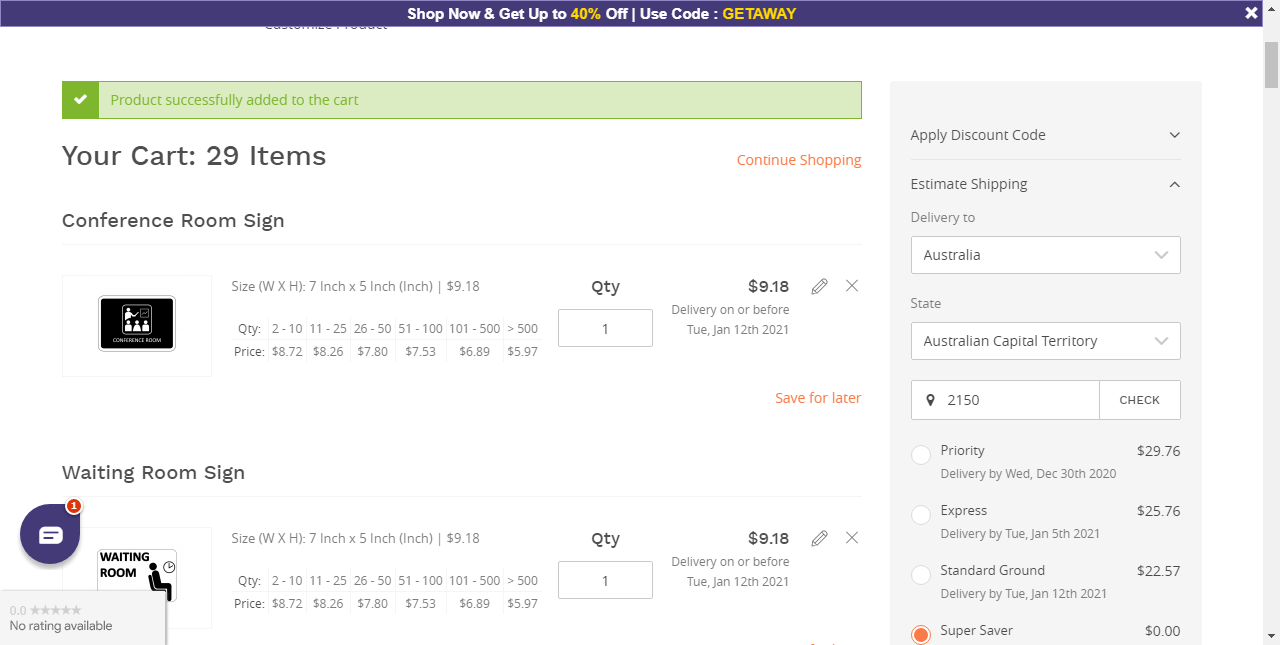 Shop Now & Get Up to 40% Off | Use Code : GETAWAY
Customize Product
Product successfully added to the cart
Your Cart: 29 Items
Continue Shopping
Conference Room Sign
CONFERENCE ROOM
Size (W X H): 7 Inch x 5 Inch (Inch) | $9.18
Qty: 2 - 10 11 - 25 26 - 50 51 - 100 101 - 500 > 500
Price: $8.72 $8.26 $7.80 $7.53 $6.89 $5.97
Qty
1
$9.18
Delivery on or before
Tue, Jan 12th 2021
Save for later
Waiting Room Sign
WAITING
ROOM
Size (W X H): 7 Inch x 5 Inch (Inch) | $9.18
Qty: 2 - 10 11 - 25 26 - 50 51 - 100 101 - 500 > 500
Price: $8.72 $8.26 $7.80 $7.53 $6.89 $5.97
Qty
1
$9.18
Delivery on or before
Tue, Jan 12th 2021
1
0.0
No rating available
Apply Discount Code
Estimate Shipping
Delivery to
Australia
State
Australian Capital Territory
2150
CHECK
Priority $29.76
Delivery by Wed, Dec 30th 2020
Express $25.76
Delivery by Tue, Jan 5th 2021
Standard Ground $22.57
Delivery by Tue, Jan 12th 2021
Super Saver $0.00